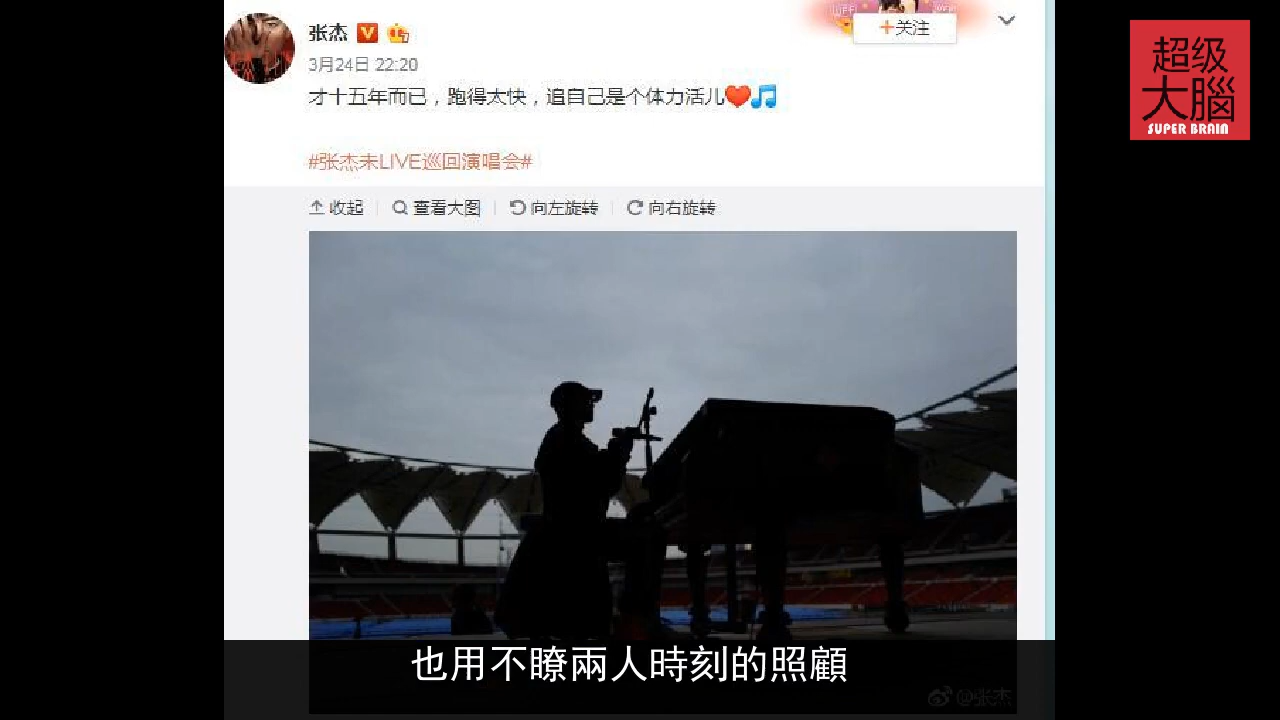 张杰
+关注
3月24日 22:20
才十五年而已，跑得太快，追自己是个体力活儿❤️🎵
#张杰未LIVE巡回演唱会#
收起
查看大图
向左旋转
向右旋转
超级
大腦
SUPER BRAIN
也用不瞭兩人時刻的照顧
@张杰